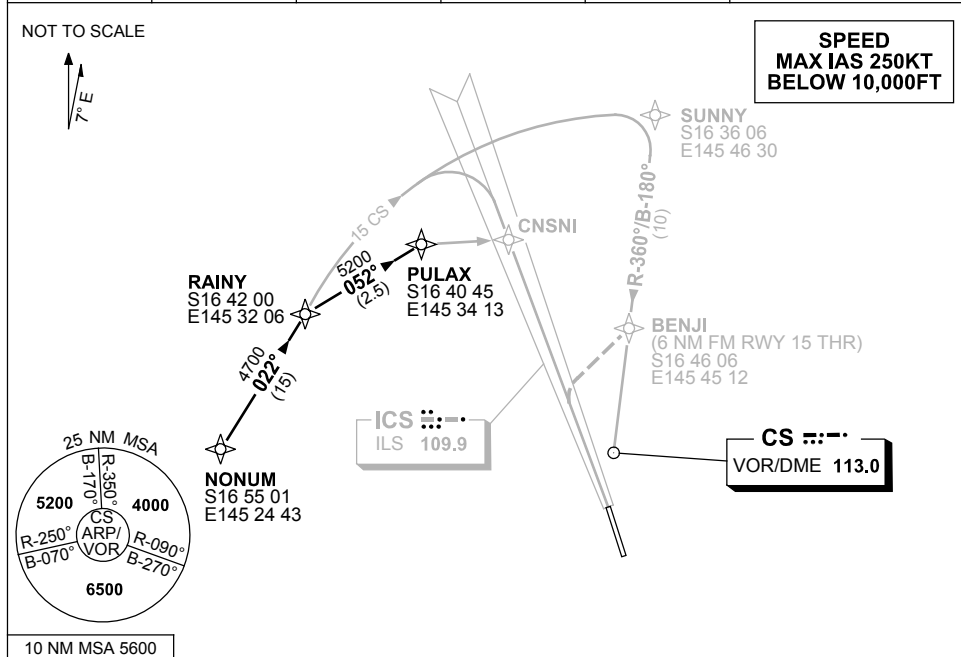 NOT TO SCALE
7° E
SPEED
MAX IAS 250KT
BELOW 10,000FT
SUNNY
S16 36 06
E145 46 30
15 CS
CNSNI
R-360°/B-180°
(10)
5200
052°
(2.5)
PULAX
S16 40 45
E145 34 13
RAINY
S16 42 00
E145 32 06
4700
022°
(15)
BENJI
(6 NM FM RWY 15 THR)
S16 46 06
E145 45 12
ICS
ILS 109.9
CS
VOR/DME 113.0
NONUM
S16 55 01
E145 24 43
25 NM MSA
B-170°
R-350°
5200
4000
CS
ARP/
VOR
R-250°
B-070°
R-090°
B-270°
6500
10 NM MSA 5600